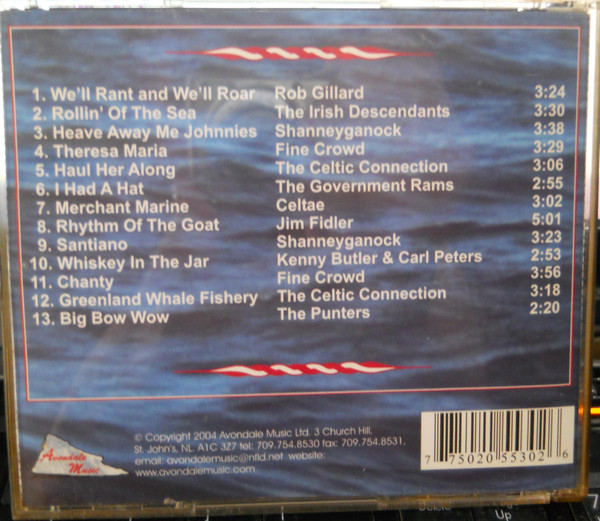 1. We'll Rant and We'll Roar Rob Gillard 3:24
2. Rollin' Of The Sea The Irish Descendants 3:30
3. Heave Away Me Johnnies Shanneyganock 3:38
4. Theresa Maria Fine Crowd 3:29
5. Haul Her Along The Celtic Connection 3:06
6. I Had A Hat The Government Rams 2:55
7. Merchant Marine Celtae 3:02
8. Rhythm Of The Goat Jim Fidler 5:01
9. Santiano Shanneyganock 3:23
10. Whiskey In The Jar Kenny Butler & Carl Peters 2:53
11. Chanty Fine Crowd 3:56
12. Greenland Whale Fishery The Celtic Connection 3:18
13. Big Bow Wow The Punters 2:20
Avondale Music
© Copyright 2004 Avondale Music Ltd. 3 Church Hill,
St. John's, NL A1C 3Z7 tel: 709.754.8530 fax: 709.754.8531.
email: avondalemusic@nfld.net website:
www.avondalemusic.com
7 75020 55302 6
Delete
Pg
Up
7